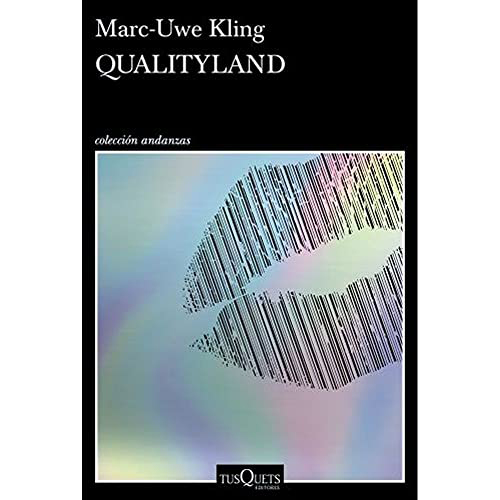 Marc-Uwe Kling
QUALITYLAND
colección andanzas
TUSQUETS
EDITORES